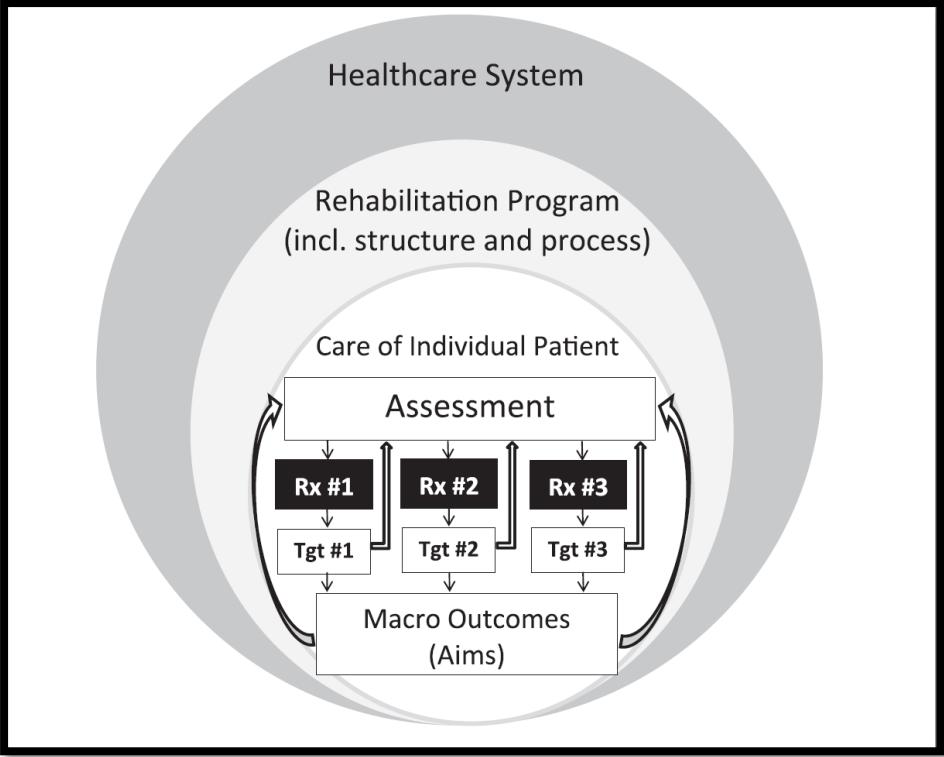 Healthcare System
Rehabilitation Program
(incl. structure and process)
Care of Individual Patient
Assessment
Rx #1
Rx #2
Rx #3
Tgt #1
Tgt #2
Tgt #3
Macro Outcomes
(Aims)